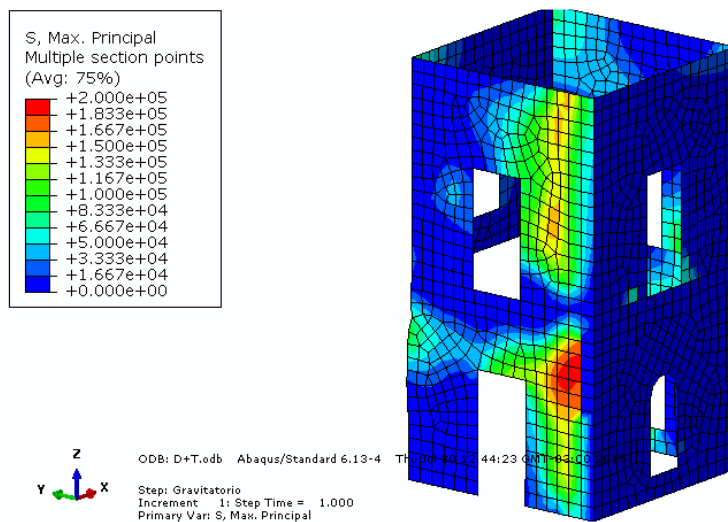 S, Max. Principal
Multiple section points
(Avg: 75%)
+2.000e+05
+1.833e+05
+1.667e+05
+1.500e+05
+1.333e+05
+1.167e+05
+1.000e+05
+8.333e+04
+6.667e+04
+5.000e+04
+3.333e+04
+1.667e+04
+0.000e+00
Z
Y
X
ODB: D+T.odb Abaqus/Standard 6.13-4 44:23
Step: Gravitatorio
Increment 1: Step Time = 1.000
Primary Var: S, Max. Principal